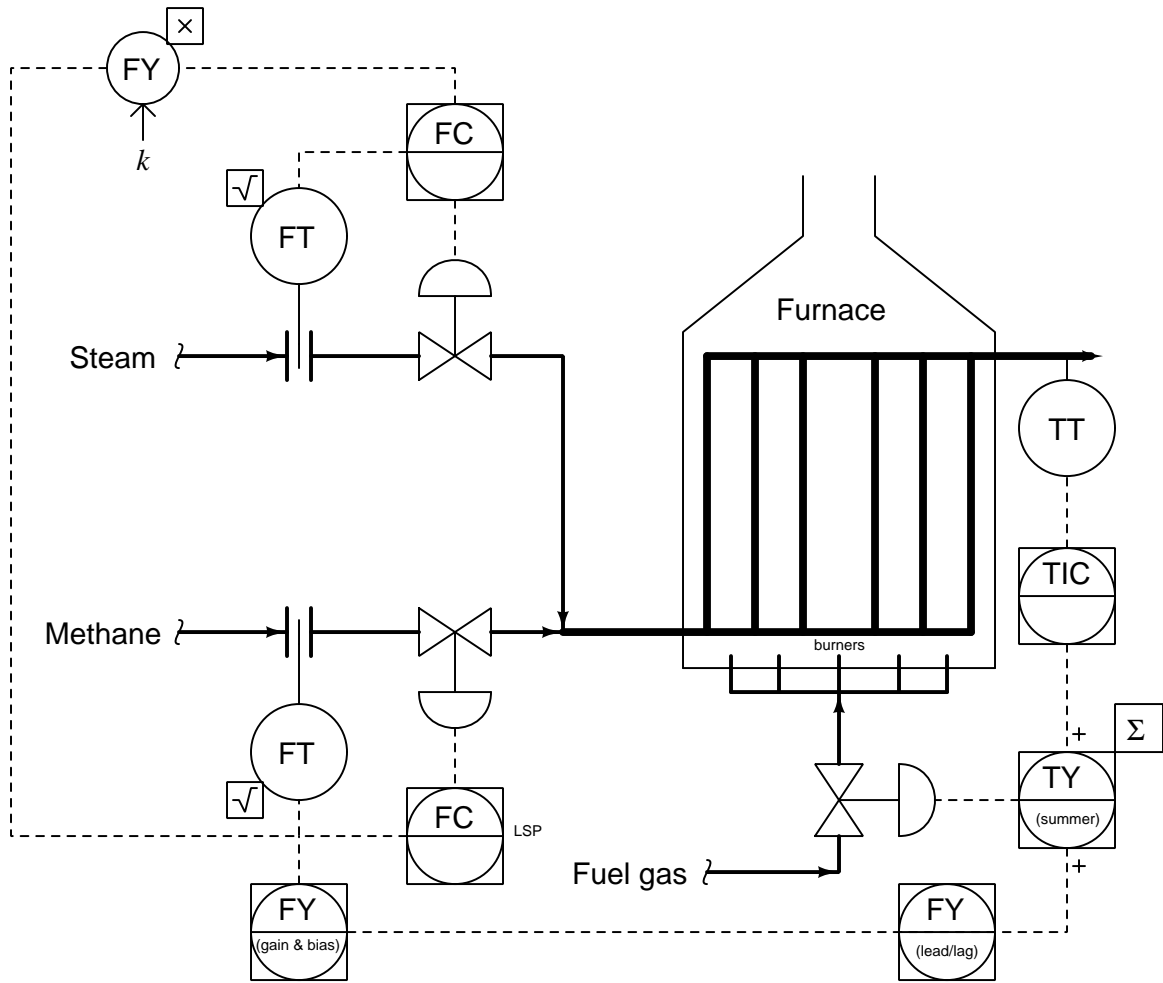 ×
FY
k
FC
√
FT
Furnace
Steam
TT
TIC
Methane
burners
+
Σ
FT
TY
(summer)
√
FC
LSP
+
Fuel gas
FY
(gain & bias)
FY
(lead/lag)